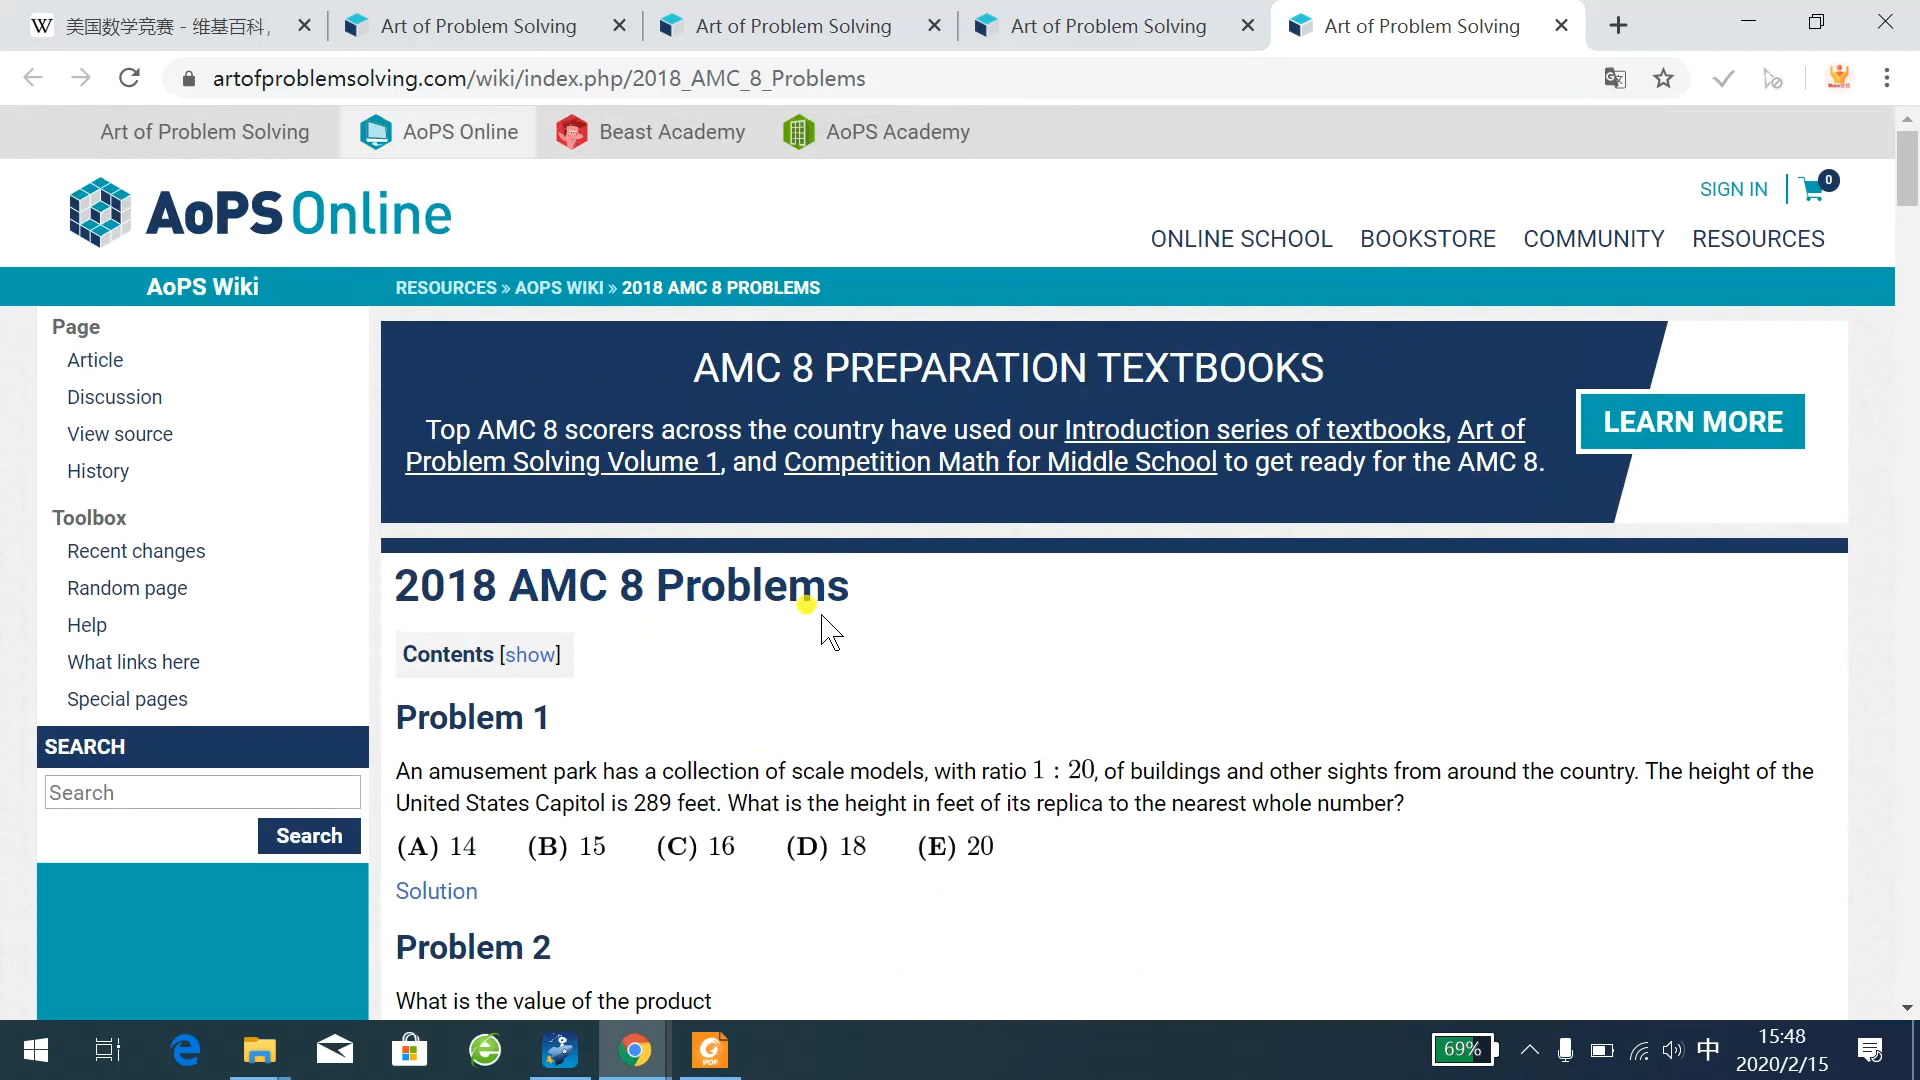 美国数学竞赛 - 维基百科,
Art of Problem Solving
Art of Problem Solving
Art of Problem Solving
Art of Problem Solving
artofproblemsolving.com/wiki/index.php/2018_AMC_8_Problems
Art of Problem Solving
AoPS Online
Beast Academy
AoPS Academy
AoPS Online
SIGN IN
0
ONLINE SCHOOL
BOOKSTORE
COMMUNITY
RESOURCES
AoPS Wiki
RESOURCES » AOPS WIKI » 2018 AMC 8 PROBLEMS
Page
Article
Discussion
View source
History
Toolbox
Recent changes
Random page
Help
What links here
Special pages
SEARCH
Search
Search
AMC 8 PREPARATION TEXTBOOKS
Top AMC 8 scorers across the country have used our Introduction series of textbooks, Art of
Problem Solving Volume 1, and Competition Math for Middle School to get ready for the AMC 8.
LEARN MORE
2018 AMC 8 Problems
Contents [show]
Problem 1
An amusement park has a collection of scale models, with ratio 1 : 20, of buildings and other sights from around the country. The height of the
United States Capitol is 289 feet. What is the height in feet of its replica to the nearest whole number?
(A) 14 (B) 15 (C) 16 (D) 18 (E) 20
Solution
Problem 2
What is the value of the product
69%
中
15:48
2020/2/15